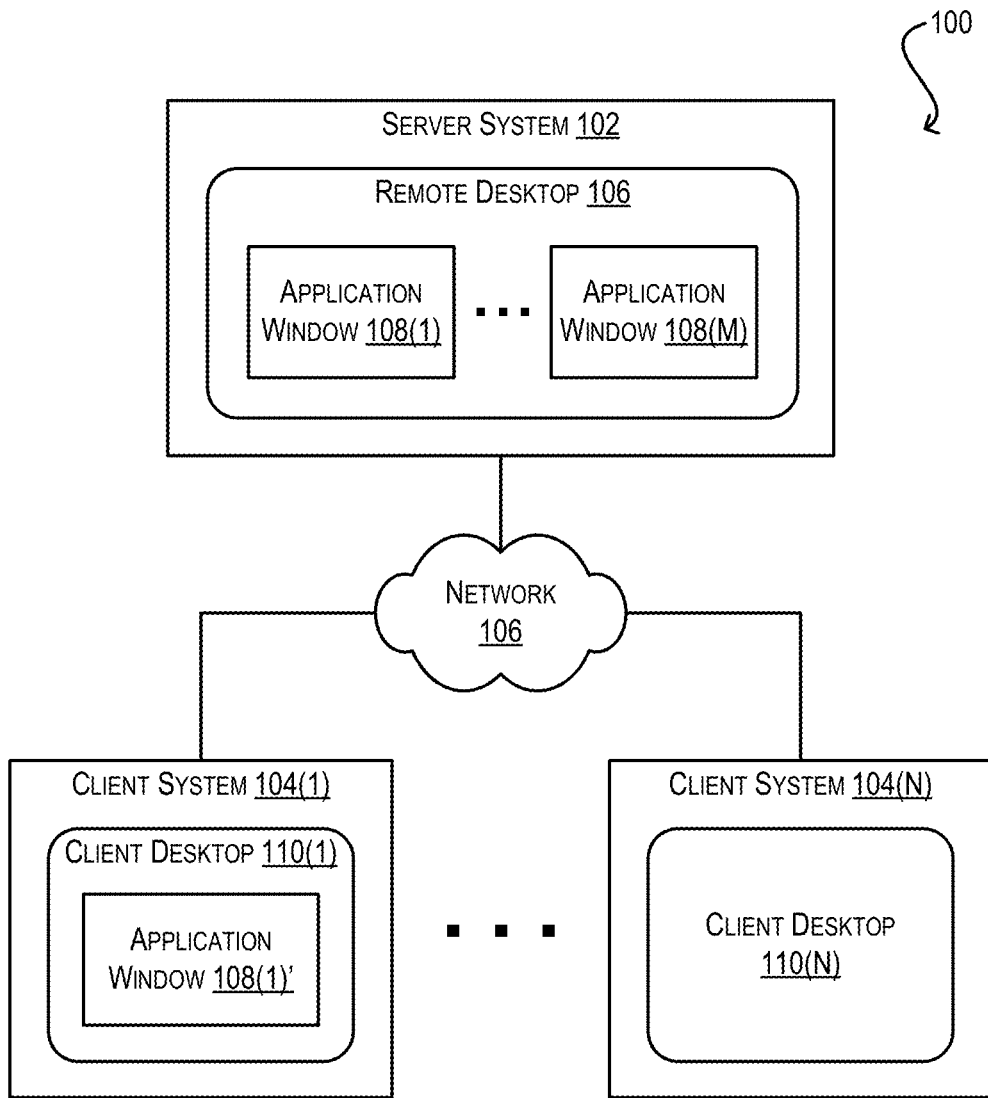 100
SERVER SYSTEM 102
REMOTE DESKTOP 106
APPLICATION
WINDOW 108(1)
APPLICATION
WINDOW 108(M)
NETWORK
106
CLIENT SYSTEM 104(1)
CLIENT DESKTOP 110(1)
APPLICATION
WINDOW 108(1)'
CLIENT SYSTEM 104(N)
CLIENT DESKTOP
110(N)